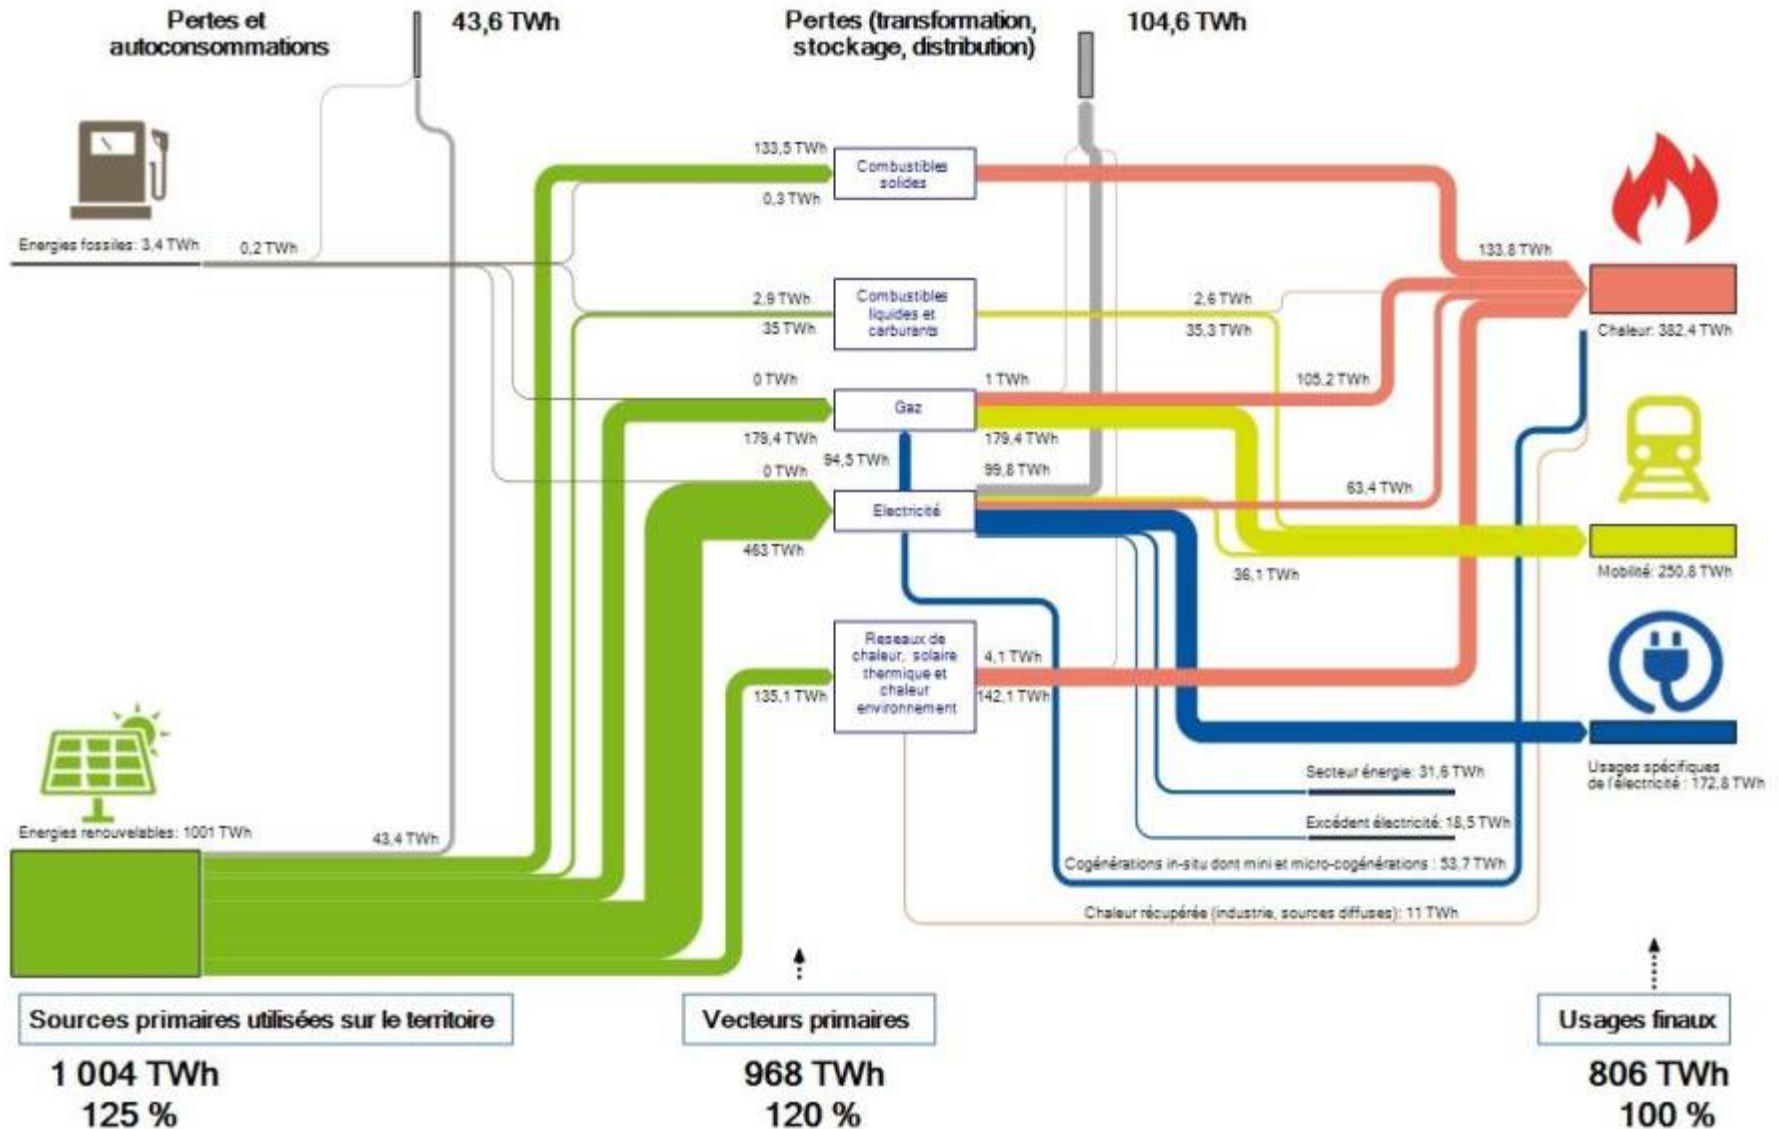 Pertes et
autoconsommations
43,6 TWh
Pertes (transformation,
stockage, distribution)
104,6 TWh
133,5 TWh
Combustibles
solides
0,3 TWh
Energies fossiles: 3,4 TWh
0,2 TWh
133,8 TWh
2,9 TWh
Combustibles
liquides et
carburants
35 TWh
2,6 TWh
35,3 TWh
Chaleur: 382,4 TWh
0 TWh
1 TWh
105,2 TWh
Gaz
179,4 TWh
179,4 TWh
94,5 TWh
0 TWh
99,8 TWh
63,4 TWh
Electricité
463 TWh
36,1 TWh
Mobilité: 250,8 TWh
Reseaux de
chaleur, solaire
thermique et
chaleur
environnement
4,1 TWh
135,1 TWh
142,1 TWh
Usages spécifiques
de l'électricité : 172,8 TWh
Secteur énergie: 31,6 TWh
Excédent électricité: 18,5 TWh
Energies renouvelables: 1001 TWh
43,4 TWh
Cogénérations in-situ dont mini et micro-cogénérations : 53,7 TWh
Chaleur récupérée (industrie, sources diffuses): 11 TWh
Sources primaires utilisées sur le territoire
Vecteurs primaires
Usages finaux
1 004 TWh
968 TWh
806 TWh
125 %
120 %
100 %